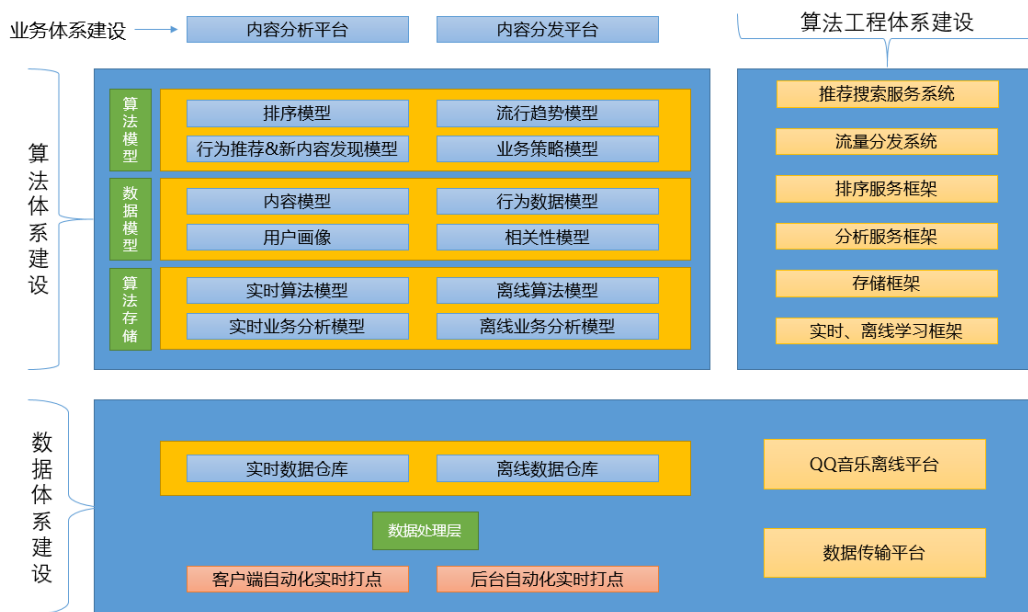 业务体系建设
内容分析平台
内容分发平台
算法工程体系建设
算法体系建设
算法模型
排序模型
流行趋势模型
行为推荐&新内容发现模型
业务策略模型
数据模型
内容模型
行为数据模型
用户画像
相关性模型
算法存储
实时算法模型
离线算法模型
实时业务分析模型
离线业务分析模型
推荐搜索服务系统
流量分发系统
排序服务框架
分析服务框架
存储框架
实时、离线学习框架
数据体系建设
实时数据仓库
离线数据仓库
数据处理层
客户端自动化实时打点
后台自动化实时打点
QQ音乐离线平台
数据传输平台